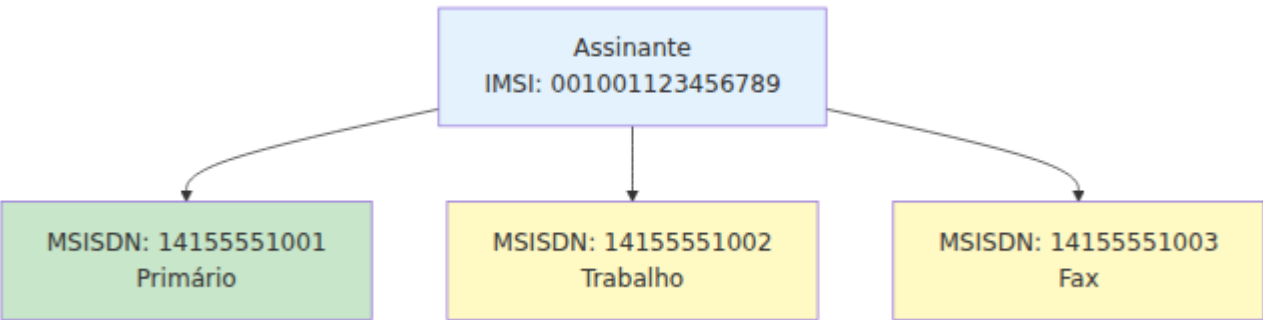 Assinante
IMSI: 001001123456789
MSISDN: 14155551001
Primário
MSISDN: 14155551002
Trabalho
MSISDN: 14155551003
Fax